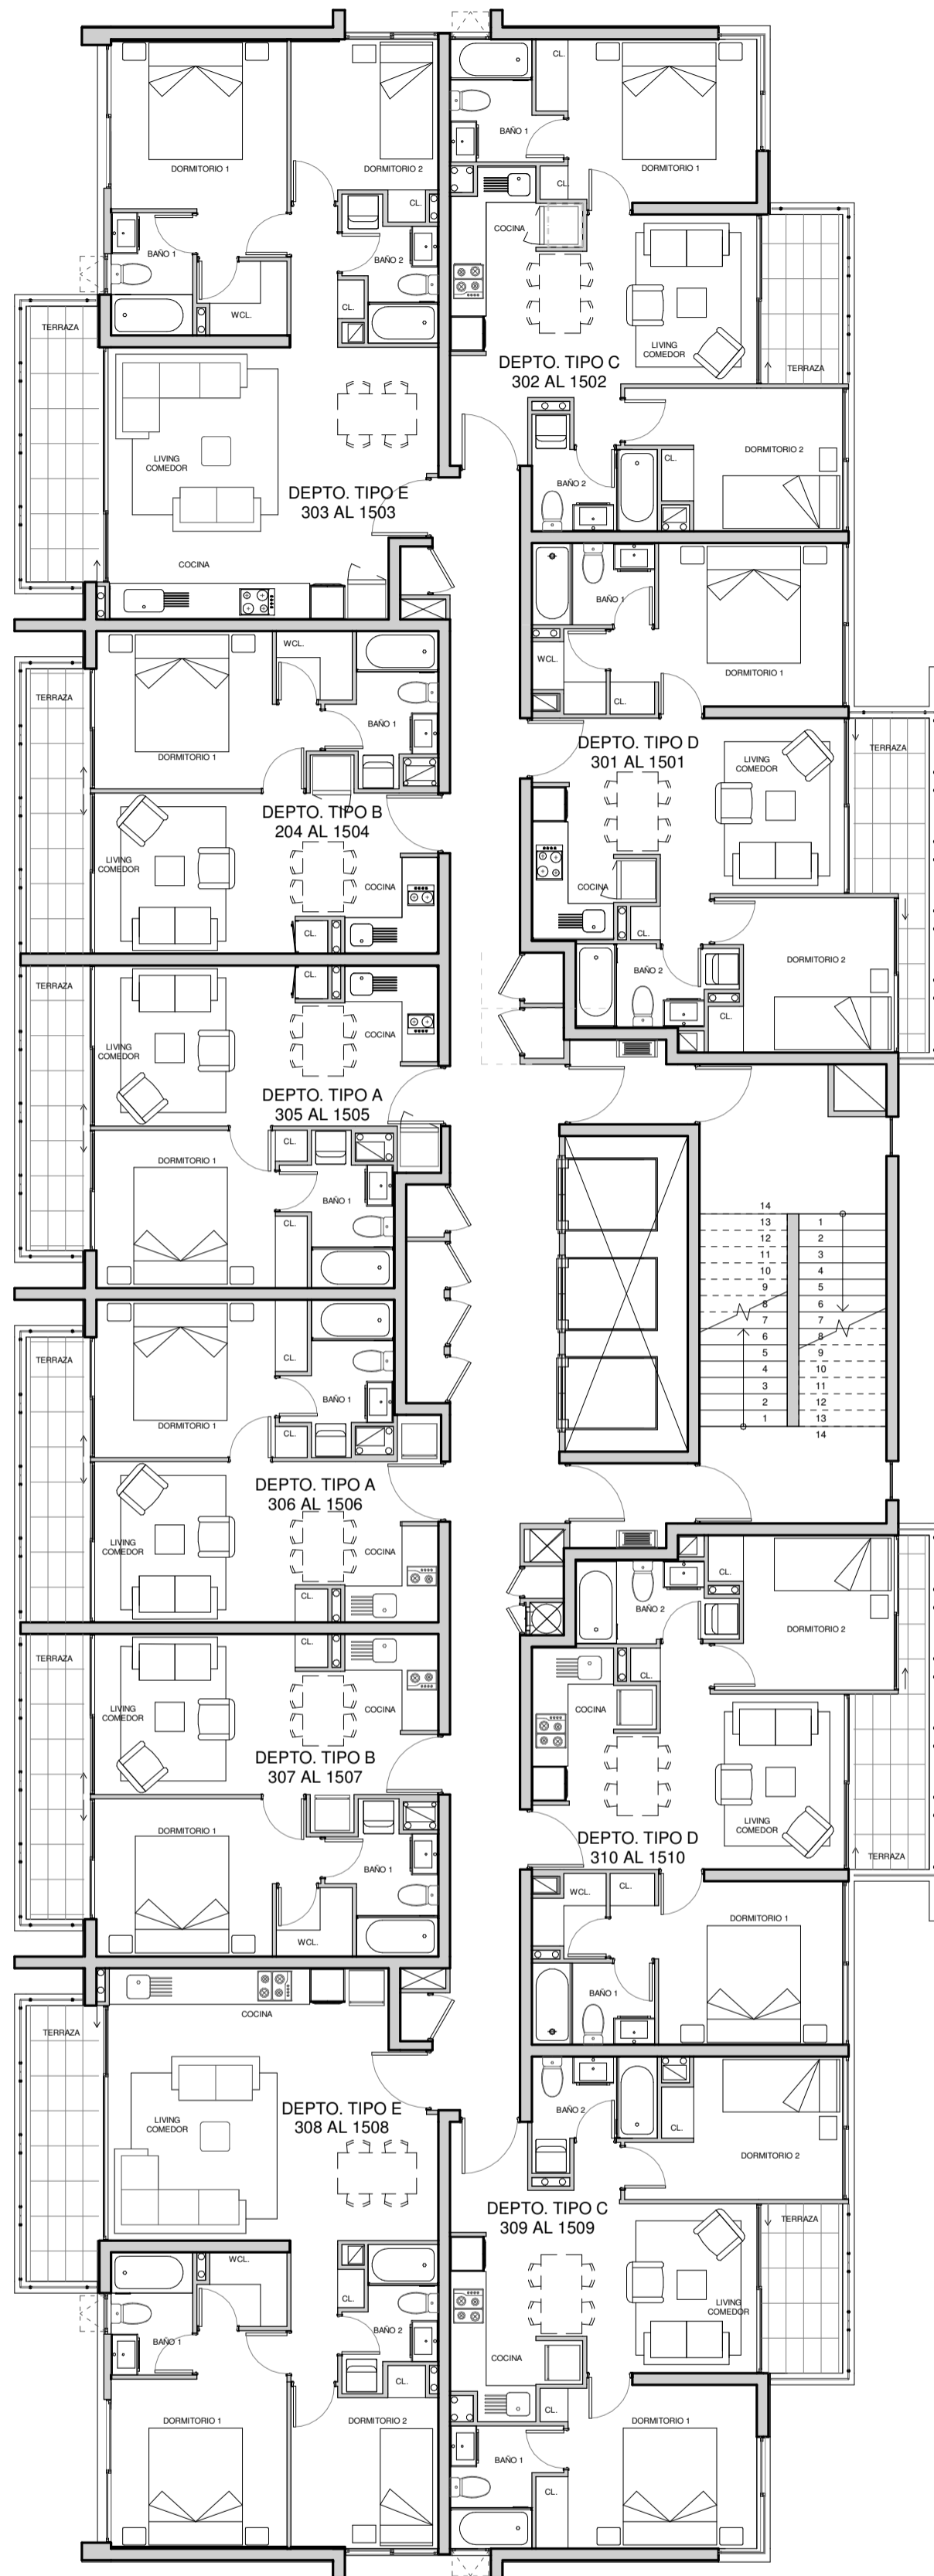 CL.
BAÑO 1
DORMITORIO 1
DORMITORIO 2
DORMITORIO 1
CL.
CL.
COCINA
BAÑO 1
BAÑO 2
WCL.
CL.
TERRAZA
LIVING
COMEDOR
TERRAZA
DEPTO. TIPO C
302 AL 1502
LIVING
COMEDOR
DORMITORIO 2
CL.
BAÑO 2
DEPTO. TIPO E
303 AL 1503
COCINA
BAÑO 1
WCL.
CL.
DORMITORIO 1
WCL.
TERRAZA
BAÑO 1
DORMITORIO 1
DEPTO. TIPO D
301 AL 1501
LIVING
COMEDOR
TERRAZA
DEPTO. TIPO B
204 AL 1504
LIVING
COMEDOR
COCINA
CL.
COCINA
CL.
BAÑO 2
DORMITORIO 2
CL.
TERRAZA
CL.
COCINA
LIVING
COMEDOR
DEPTO. TIPO A
305 AL 1505
CL.
DORMITORIO 1
BAÑO 1
CL.
14
13
12
11
10
9
8
7
6
5
4
3
2
1
1
2
3
4
5
6
7
8
9
10
11
12
13
14
TERRAZA
CL.
BAÑO 1
DORMITORIO 1
CL.
DEPTO. TIPO A
306 AL 1506
LIVING
COMEDOR
COCINA
CL.
CL.
BAÑO 2
DORMITORIO 2
CL.
COCINA
TERRAZA
CL.
COCINA
LIVING
COMEDOR
DEPTO. TIPO B
307 AL 1507
DORMITORIO 1
BAÑO 1
WCL.
LIVING
COMEDOR
DEPTO. TIPO D
310 AL 1510
TERRAZA
WCL.
CL.
DORMITORIO 1
BAÑO 1
COCINA
TERRAZA
LIVING
COMEDOR
DEPTO. TIPO E
308 AL 1508
BAÑO 2
CL.
DORMITORIO 2
DEPTO. TIPO C
309 AL 1509
TERRAZA
LIVING
COMEDOR
COCINA
CL.
DORMITORIO 1
BAÑO 1
CL.
WCL.
CL.
BAÑO 1
BAÑO 2
CL.
DORMITORIO 1
DORMITORIO 2